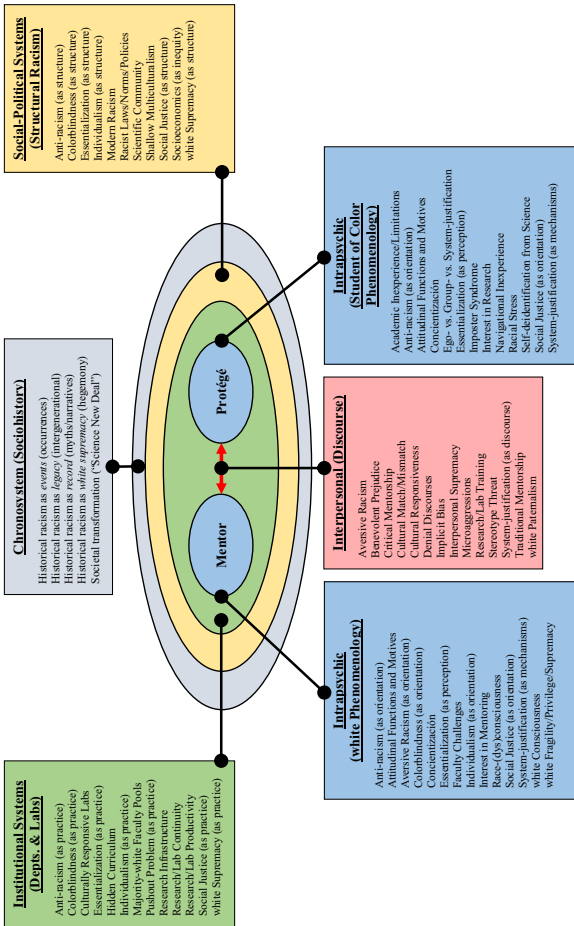 Institutional Systems
(Depts. & Labs)
Anti-racism (as practice)
Colorblindness (as practice)
Culturally Responsive Labs
Essentialization (as practice)
Hidden Curriculum
Individualism (as practice)
Majority-white Faculty Pools
Pushout Problem (as practice)
Research Infrastructure
Research/Lab Continuity
Research/Lab Productivity
Social Justice (as practice)
white Supremacy (as practice)
Chronosystem (Sociohistory)
Historical racism as events (occurrences)
Historical racism as legacy (intergenerational)
Historical racism as record (myths/narratives)
Historical racism as white supremacy (hegemony)
Societal transformation (“Science New Deal”)
Social-Political Systems
(Structural Racism)
Anti-racism (as structure)
Colorblindness (as structure)
Essentialization (as structure)
Individualism (as structure)
Modern Racism
Racist Laws/Norms/Policies
Scientific Community
Shallow Multiculturalism
Social Justice (as structure)
Socioeconomics (as inequity)
white Supremacy (as structure)
Mentor
Protégé
Intrapsychic
(white Phenomenology)
Anti-racism (as orientation)
Attitudinal Functions and Motives
Aversive Racism (as orientation)
Colorblindness (as orientation)
Concientización
Essentialization (as perception)
Faculty Challenges
Individualism (as orientation)
Interest in Mentoring
Race-(dys)consciousness
Social Justice (as orientation)
System-justification (as mechanisms)
white Consciousness
white Fragility/Privilege/Supremacy
Interpersonal (Discourse)
Aversive Racism
Benevolent Prejudice
Critical Mentorship
Cultural Match/Mismatch
Cultural Responsiveness
Denial Discourses
Implicit Bias
Interpersonal Supremacy
Microaggressions
Research/Lab Training
Stereotype Threat
System-justification (as discourse)
Traditional Mentorship
white Paternalism
Intrapsychic
(Student of Color
Phenomenology)
Academic Inexperience/Limitations
Anti-racism (as orientation)
Attitudinal Functions and Motives
Concientización
Ego- vs. Group- vs. System-justification
Essentialization (as perception)
Imposter Syndrome
Interest in Research
Navigational Inexperience
Racial Stress
Self-deidentification from Science
Social Justice (as orientation)
System-justification (as mechanisms)